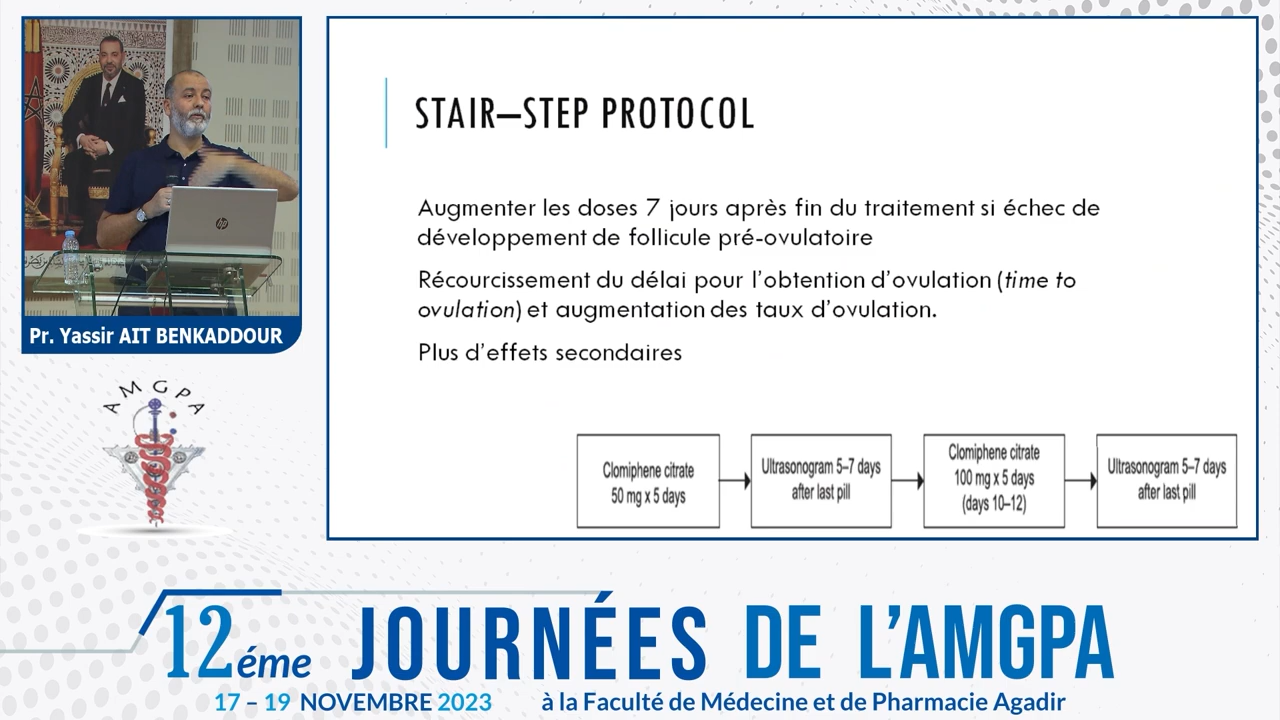 STAIR–STEP PROTOCOL
Augmenter les doses 7 jours après fin du traitement si échec de
développement de follicule pré-ovulatoire
Récourcissement du délai pour l'obtention d'ovulation (time to
ovulation) et augmentation des taux d'ovulation.
Plus d'effets secondaires
Clomiphene citrate
50 mg x 5 days
Ultrasonogram 5–7 days
after last pill
Clomiphene citrate
100 mg x 5 days
(days 10–12)
Ultrasonogram 5–7 days
after last pill
hp
Pr. Yassir AIT BENKADDOUR
AMGPA
12éme JOURNÉES DE L'AMGPA
17 – 19 NOVEMBRE 2023 à la Faculté de Médecine et de Pharmacie Agadir